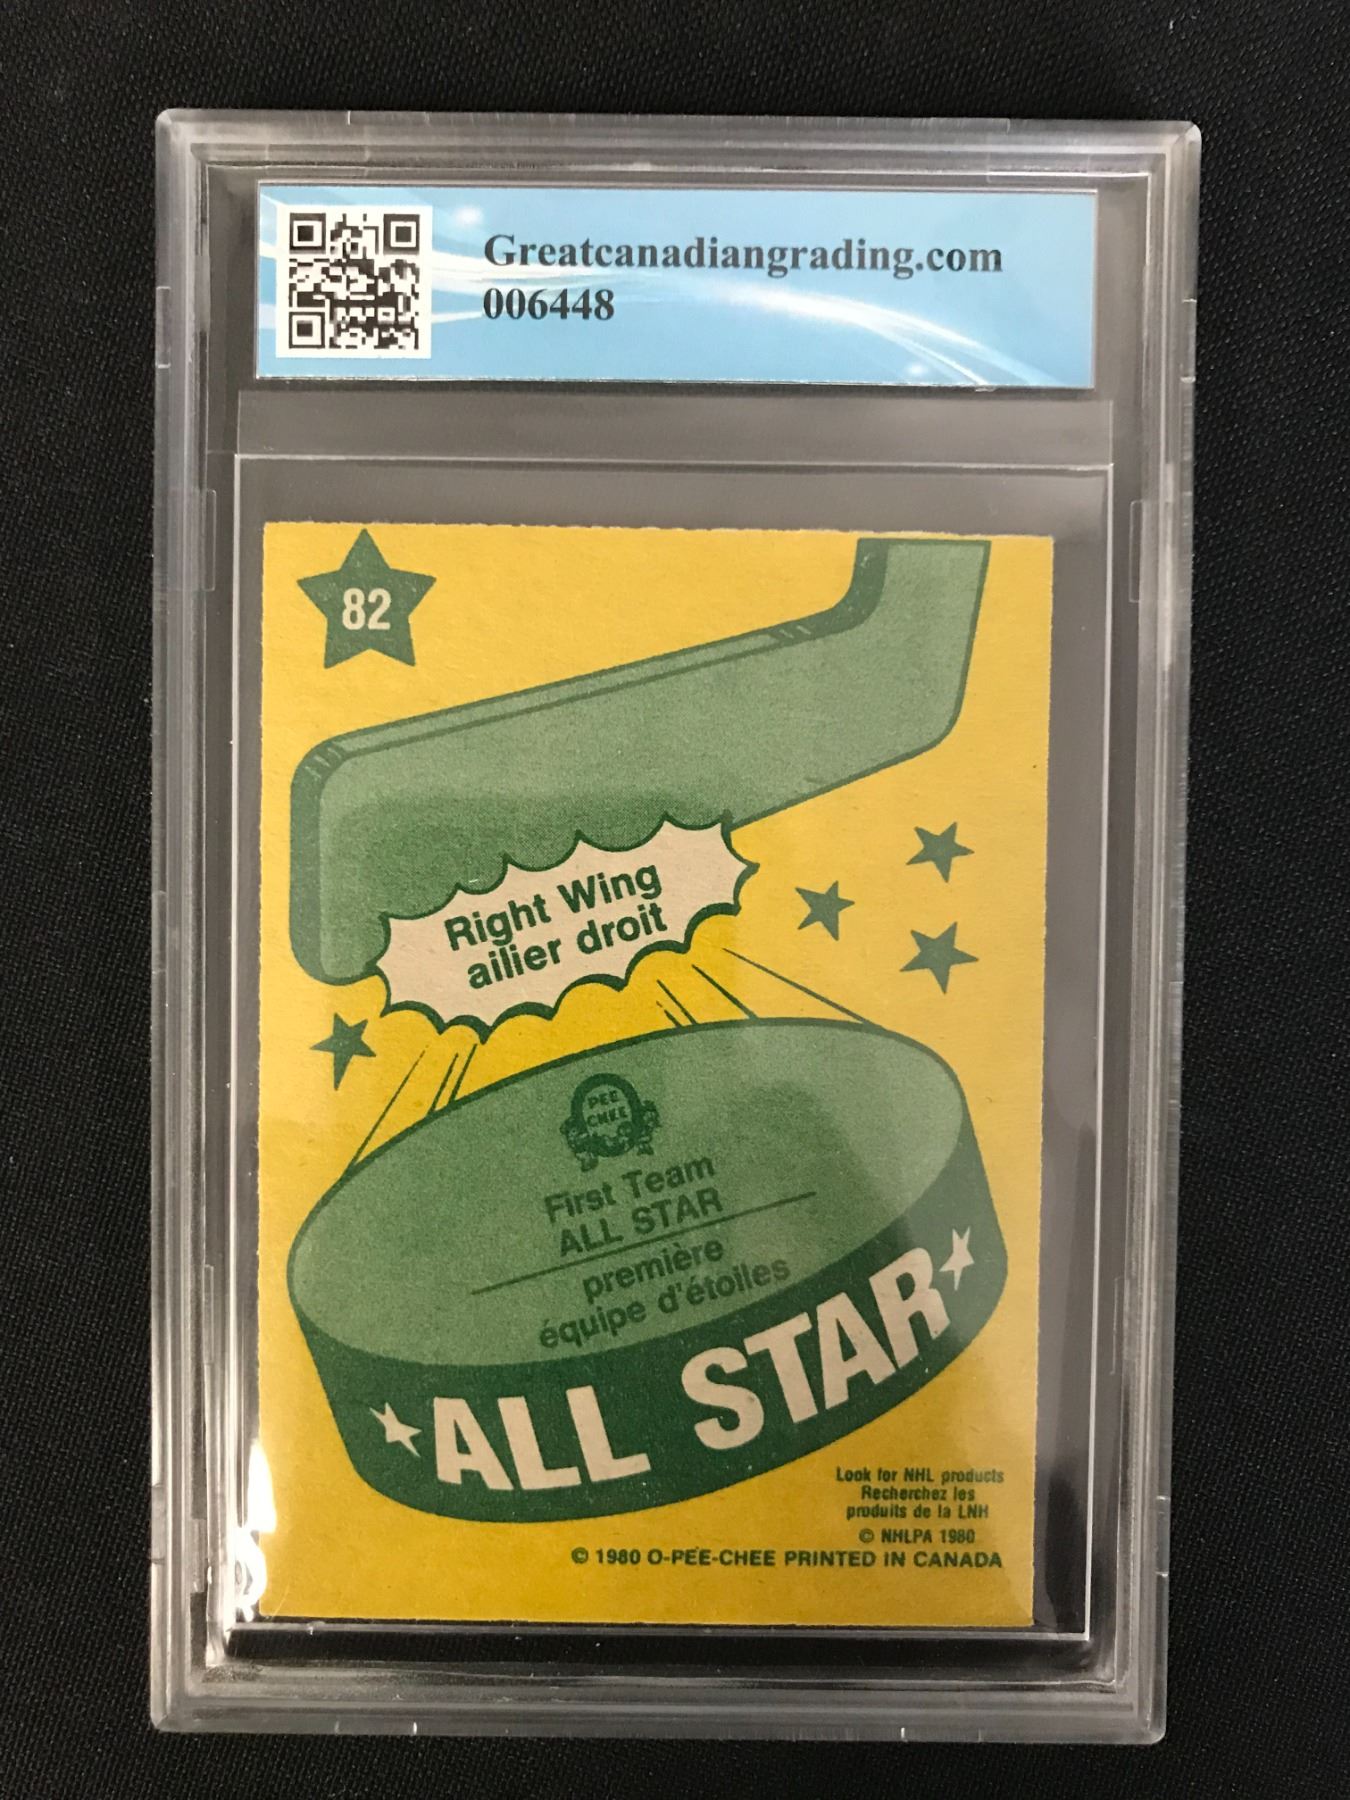 Greatcanadiangrading.com
006448
82
Right Wing
ailier droit
PEE
CHEE
First Team
ALL STAR
première
équipe d'étoiles
ALL STAR
Look for NHL products
Recherchez les
produits de la LNH
© NHLPA 1980
© 1980 O-PEE-CHEE PRINTED IN CANADA